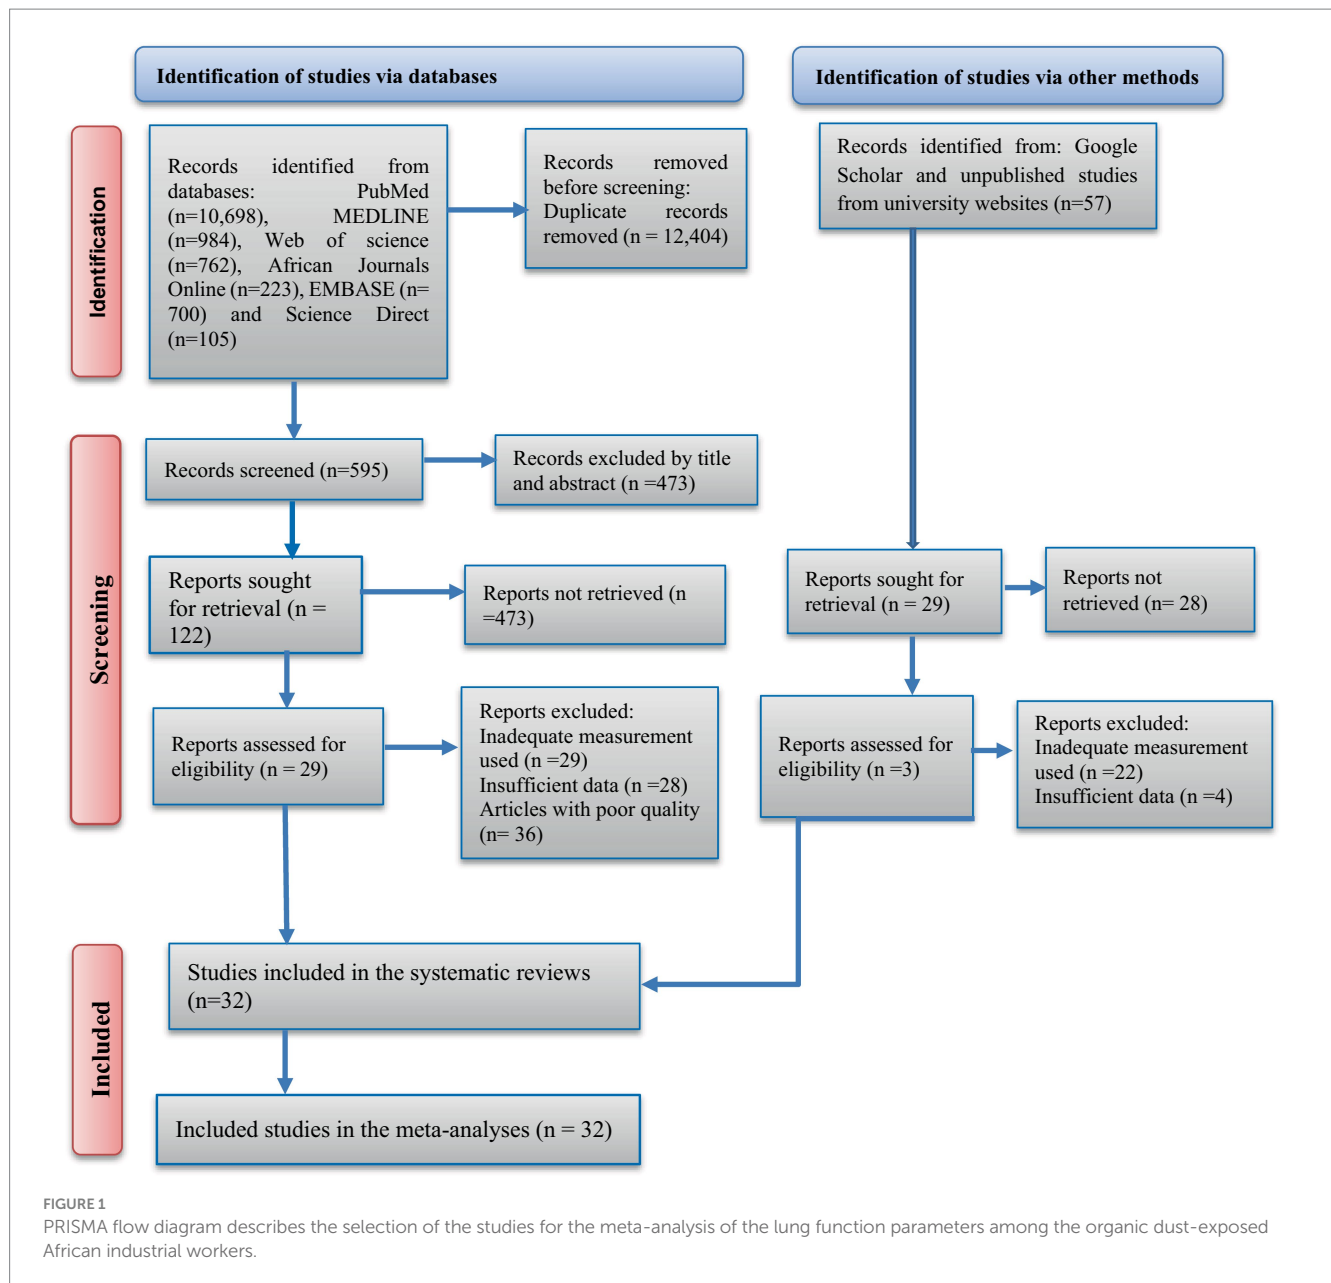 Identification of studies via databases
Identification of studies via other methods
Identification
Records identified from
databases: PubMed
(n=10,698), MEDLINE
(n=984), Web of science
(n=762), African Journals
Online (n=223), EMBASE (n=
700) and Science Direct
(n=105)
Records removed
before screening:
Duplicate records
removed (n = 12,404)
Records identified from: Google
Scholar and unpublished studies
from university websites (n=57)
Screening
Records screened (n=595)
Records excluded by title
and abstract (n =473)
Reports sought
for retrieval (n =
122)
Reports not retrieved (n
=473)
Reports sought for
retrieval (n = 29)
Reports not
retrieved (n= 28)
Reports assessed for
eligibility (n = 29)
Reports excluded:
Inadequate measurement
used (n =29)
Insufficient data (n =28)
Articles with poor quality
(n= 36)
Reports assessed for
eligibility (n =3)
Reports excluded:
Inadequate measurement
used (n =22)
Insufficient data (n =4)
Included
Studies included in the systematic reviews
(n=32)
Included studies in the meta-analyses (n = 32)
FIGURE 1
PRISMA flow diagram describes the selection of the studies for the meta-analysis of the lung function parameters among the organic dust-exposed
African industrial workers.